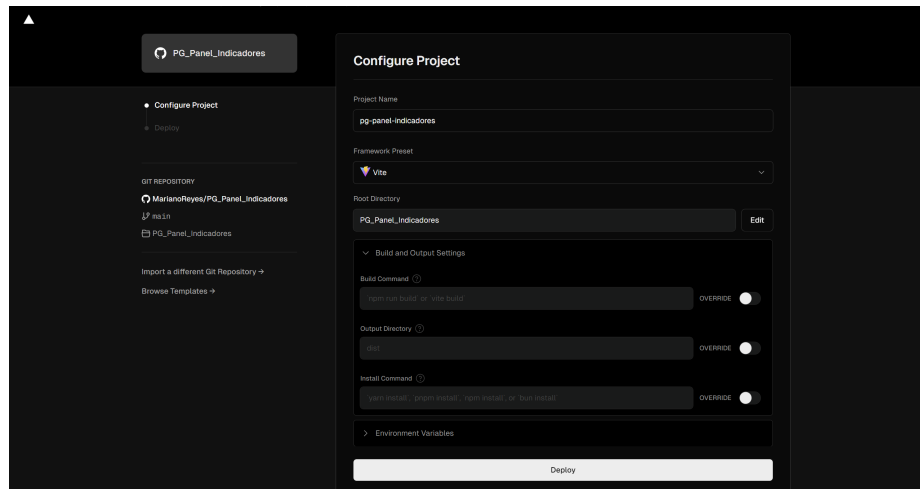 PG_Panel_Indicadores
Configure Project
Deploy
GIT REPOSITORY
MarianoReyes/PG_Panel_Indicadores
main
PG_Panel_Indicadores
Import a different Git Repository →
Browse Templates →
Configure Project
Project Name
pg-panel-indicadores
Framework Preset
Vite
Root Directory
PG_Panel_Indicadores
Edit
Build and Output Settings
Build Command ?
`npm run build` or `vite build`
OVERRIDE
Output Directory ?
dist
OVERRIDE
Install Command ?
`yarn install`, `pnpm install`, `npm install`, or `bun install`
OVERRIDE
Environment Variables
Deploy